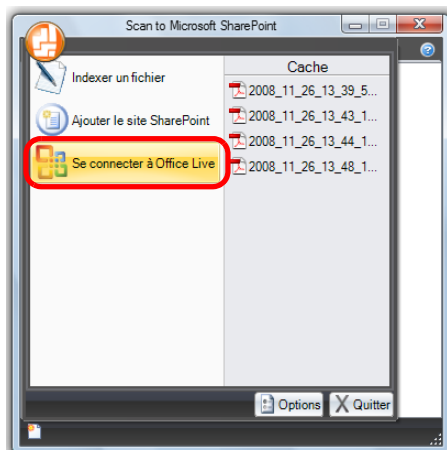 Scan to Microsoft SharePoint
Indexer un fichier
Ajouter le site SharePoint
Se connecter à Office Live
Cache
2008_11_26_13_39_5...
2008_11_26_13_43_1...
2008_11_26_13_44_1...
2008_11_26_13_48_1...
Options
Quitter